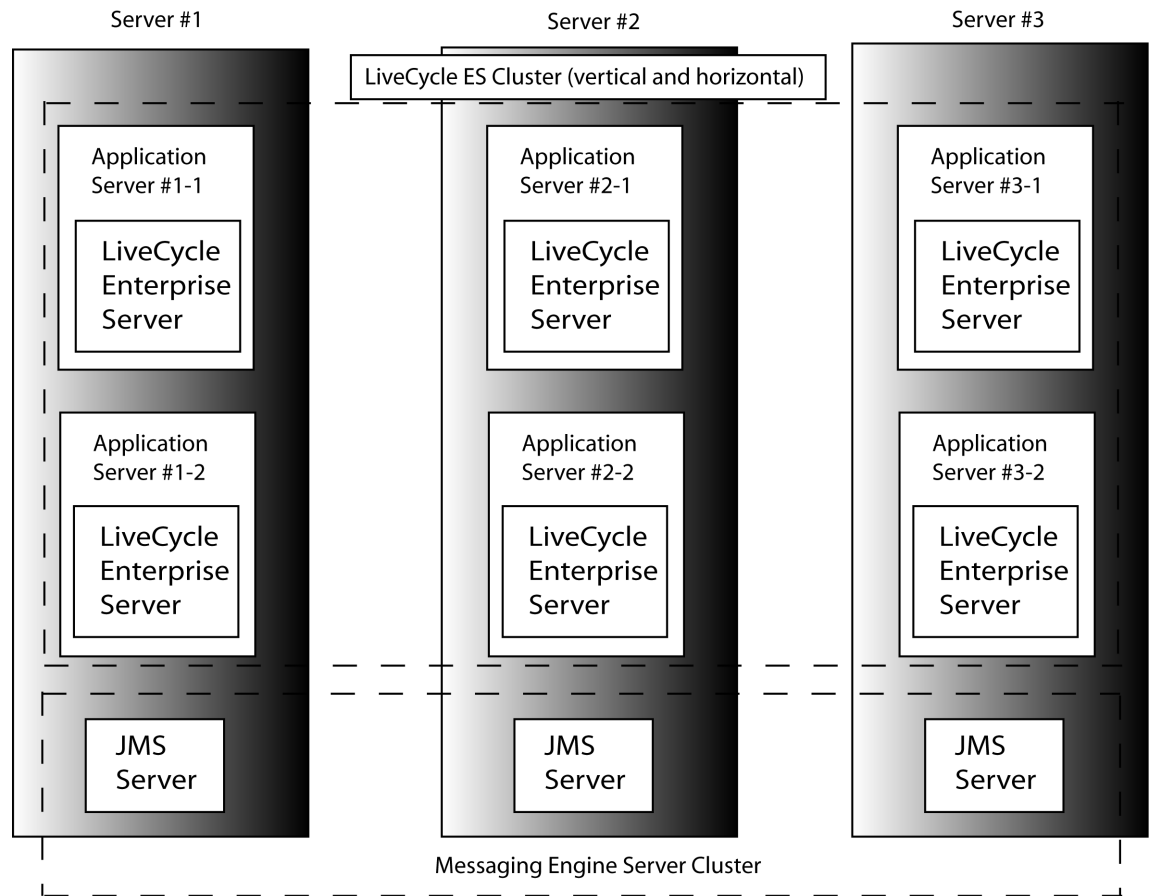 Server #1
Server #2
Server #3
LiveCycle ES Cluster (vertical and horizontal)
Application
Server #1-1
LiveCycle
Enterprise
Server
Application
Server #2-1
LiveCycle
Enterprise
Server
Application
Server #3-1
LiveCycle
Enterprise
Server
Application
Server #1-2
LiveCycle
Enterprise
Server
Application
Server #2-2
LiveCycle
Enterprise
Server
Application
Server #3-2
LiveCycle
Enterprise
Server
JMS
Server
JMS
Server
JMS
Server
Messaging Engine Server Cluster